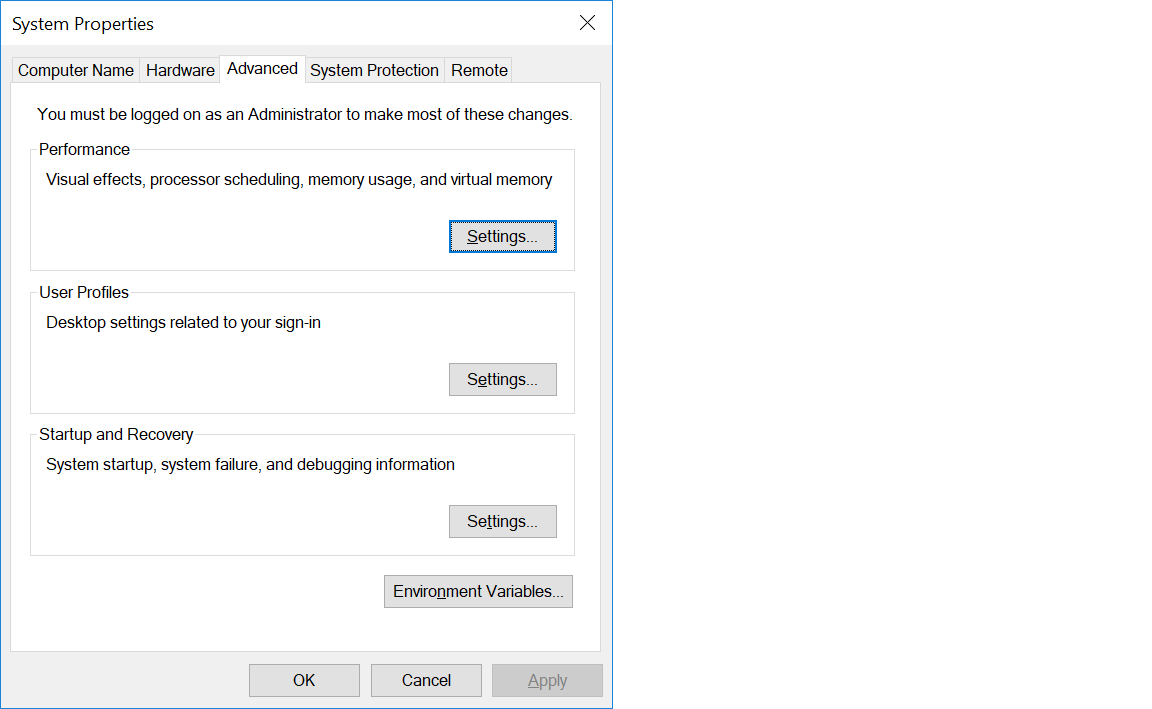 System Properties
Computer Name Hardware Advanced System Protection Remote
You must be logged on as an Administrator to make most of these changes.
Performance
Visual effects, processor scheduling, memory usage, and virtual memory
Settings...
User Profiles
Desktop settings related to your sign-in
Settings...
Startup and Recovery
System startup, system failure, and debugging information
Settings...
Environment Variables...
OK Cancel Apply